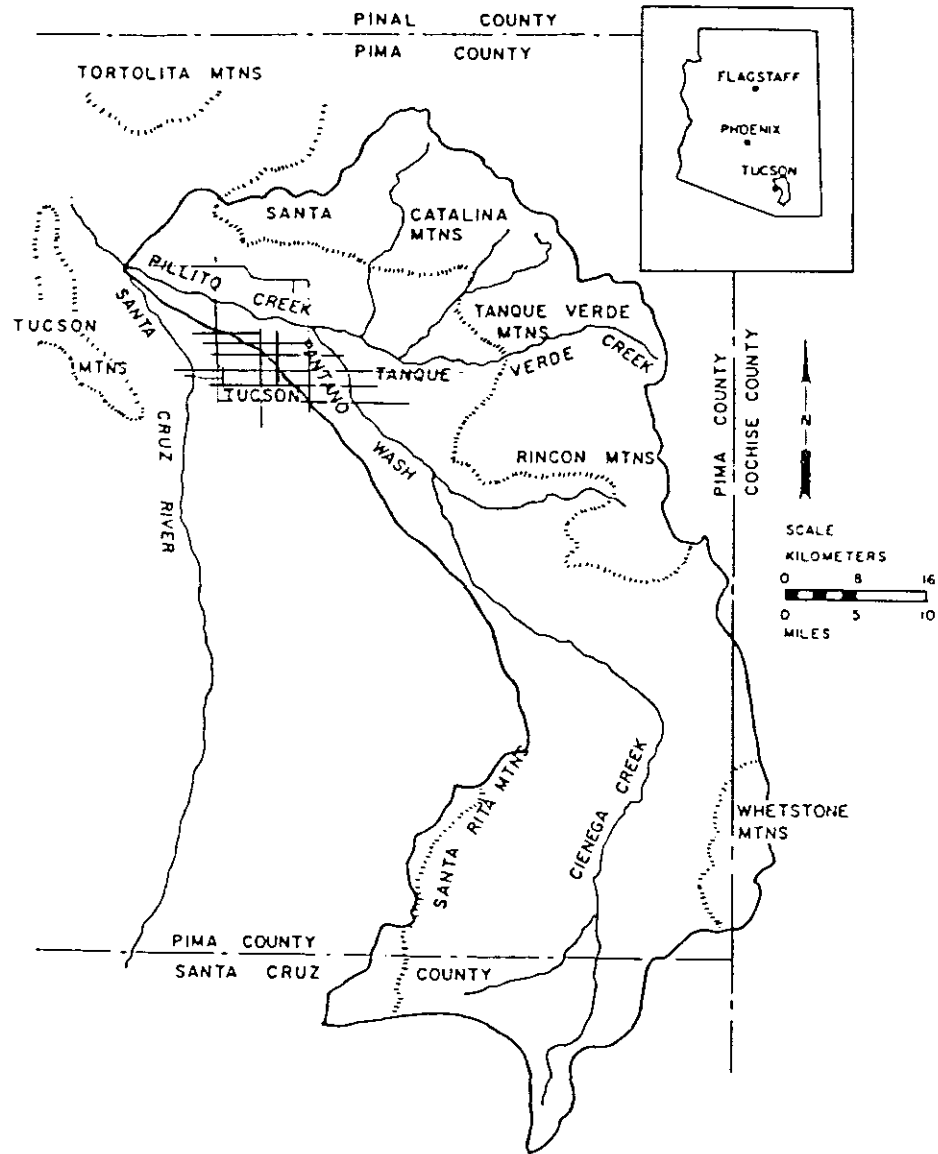 PINAL COUNTY
PIMA COUNTY
TORTOLITA MTNS
FLAGSTAFF
PHOENIX
TUCSON
SANTA
CATALINA
MTNS
RILLITO
CREEK
SANTA
CRUZ
RIVER
TUCSON
MTNS
TANQUE VERDE
MTNS
TANQUE
VERDE
CREEK
TUCSON
PANTANO
WASH
RINCON MTNS
PIMA COUNTY
COCHISE COUNTY
N
SCALE
KILOMETERS
0 8 16
0 5 10
MILES
SANTA RITA MTNS
CIENEGA CREEK
WHETSTONE
MTNS
PIMA COUNTY
SANTA CRUZ COUNTY